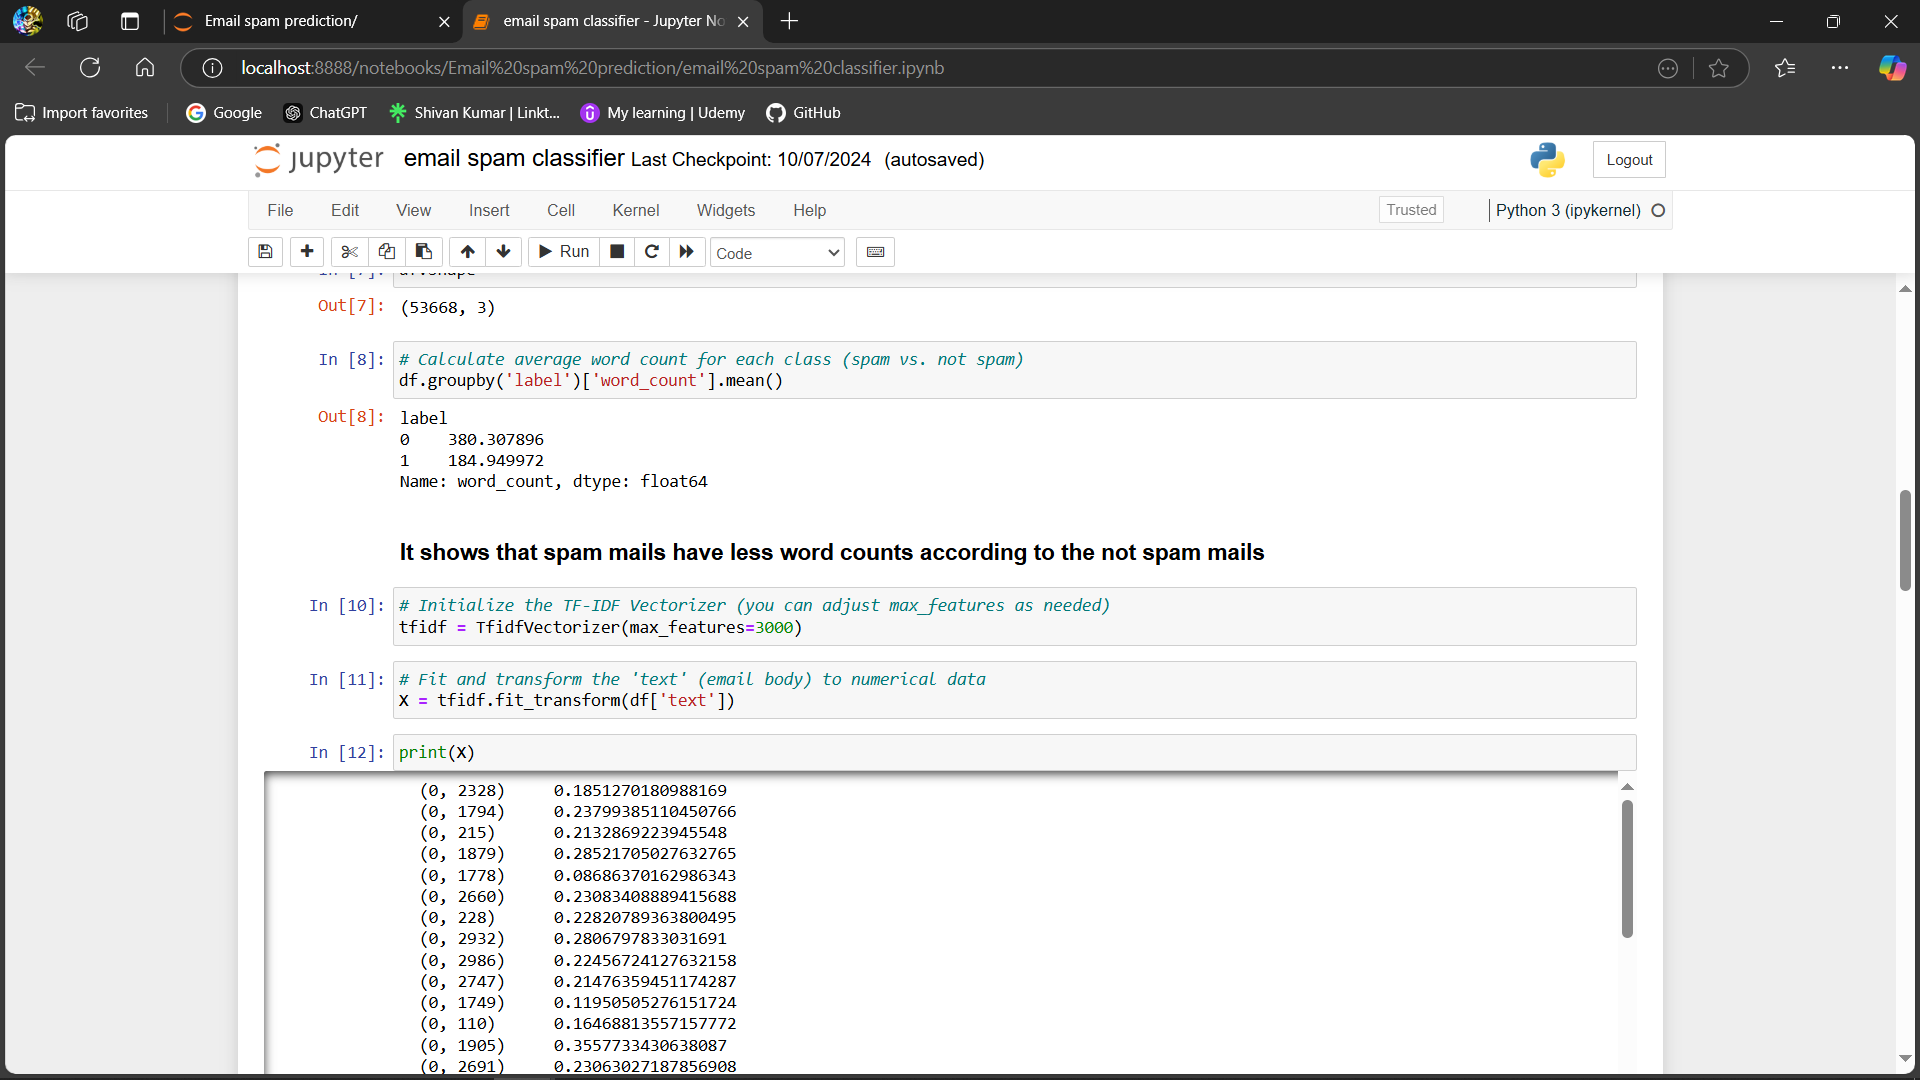 Email spam prediction/
email spam classifier - Jupyter No
localhost:8888/notebooks/Email%20spam%20prediction/email%20spam%20classifier.ipynb
Import favorites
Google
ChatGPT
Shivan Kumar | Linkt...
My learning | Udemy
GitHub
jupyter email spam classifier Last Checkpoint: 10/07/2024 (autosaved)
Logout
File Edit View Insert Cell Kernel Widgets Help
Trusted
Python 3 (ipykernel)
Run
Code
In [7]: df.shape
Out[7]: (53668, 3)
In [8]: # Calculate average word count for each class (spam vs. not spam)
df.groupby('label')['word_count'].mean()
Out[8]: label
0 380.307896
1 184.949972
Name: word_count, dtype: float64
It shows that spam mails have less word counts according to the not spam mails
In [10]: # Initialize the TF-IDF Vectorizer (you can adjust max_features as needed)
tfidf = TfidfVectorizer(max_features=3000)
In [11]: # Fit and transform the 'text' (email body) to numerical data
X = tfidf.fit_transform(df['text'])
In [12]: print(X)
(0, 2328) 0.1851270180988169
(0, 1794) 0.23799385110450766
(0, 215) 0.2132869223945548
(0, 1879) 0.28521705027632765
(0, 1778) 0.08686370162986343
(0, 2660) 0.23083408889415688
(0, 228) 0.22820789363800495
(0, 2932) 0.2806797833031691
(0, 2986) 0.22456724127632158
(0, 2747) 0.21476359451174287
(0, 1749) 0.11950505276151724
(0, 110) 0.16468813557157772
(0, 1905) 0.3557733430638087
(0, 2691) 0.23063027187856908